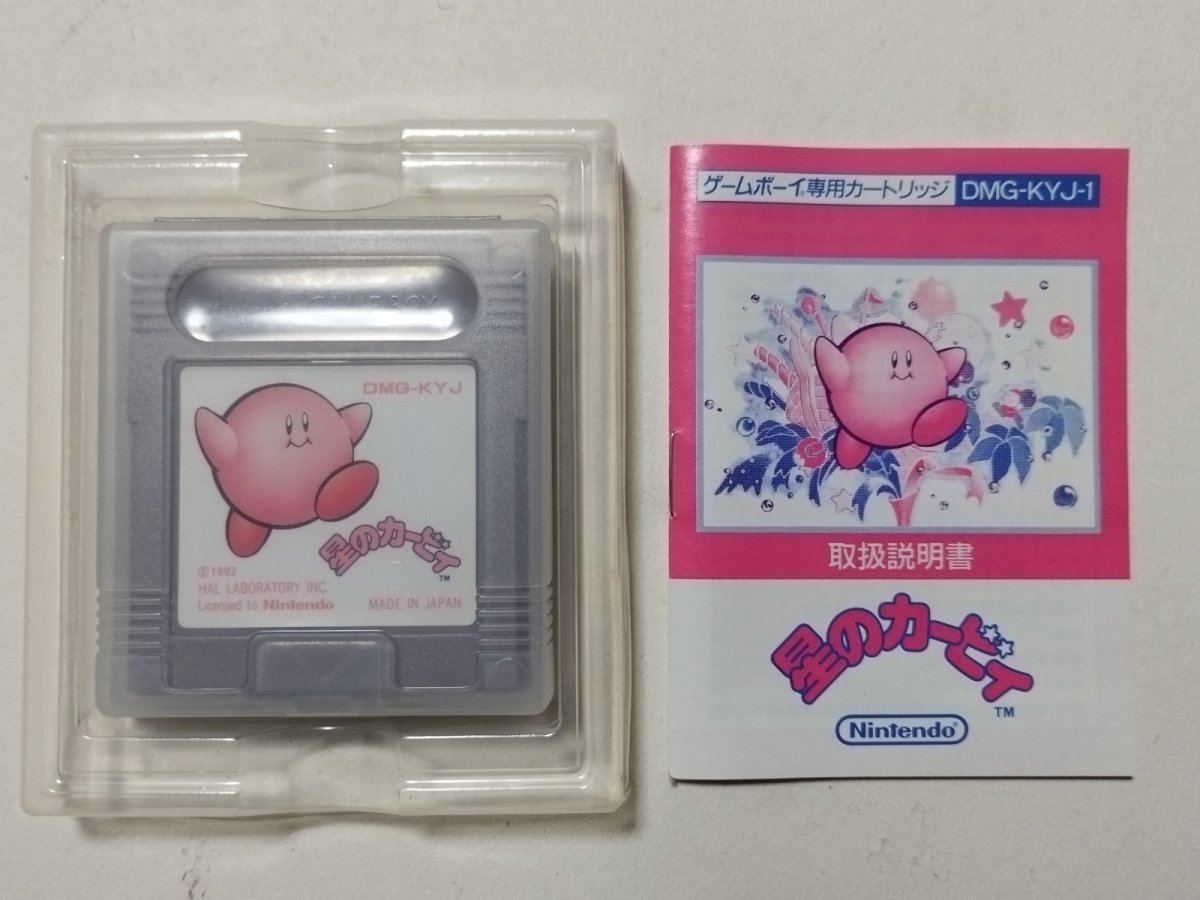 GAME BOY
DMG-KYJ
星のカービィ
TM
©1992
HAL LABORATORY INC.
Licensed to Nintendo
MADE IN JAPAN
ゲームボーイ®専用カートリッジ DMG-KYJ-1
取扱説明書
星のカービィ
TM
Nintendo®